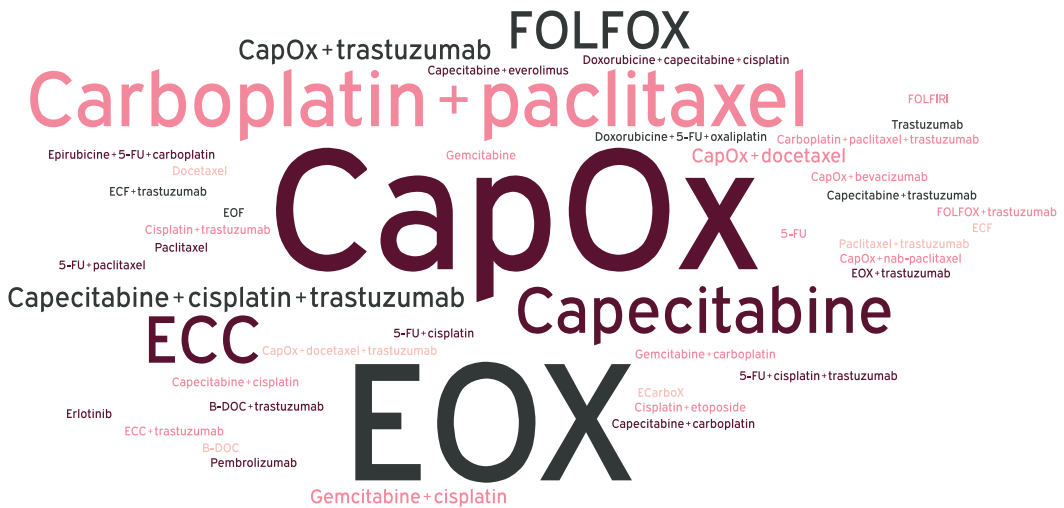 FOLFOX
CapOx+trastuzumab
Doxorubicine+capecitabine+cisplatin
Capecitabine+everolimus
Carboplatin+paclitaxel
FOLFIRI
Trastuzumab
Doxorubicine+5-FU+oxaliplatin
Carboplatin+paclitaxel+trastuzumab
Epirubicine+5-FU+carboplatin
Gemcitabine
CapOx+docetaxel
Docetaxel
CapOx+bevacizumab
ECF+trastuzumab
Capecitabine+trastuzumab
EOF
CapOx
FOLFOX+trastuzumab
Cisplatin+trastuzumab
5-FU
ECF
Paclitaxel
Paclitaxel+trastuzumab
CapOx+nab-paclitaxel
5-FU+paclitaxel
EOX+trastuzumab
Capecitabine+cisplatin+trastuzumab
Capecitabine
ECC
5-FU+cisplatin
CapOx+docetaxel+trastuzumab
Gemcitabine+carboplatin
Capecitabine+cisplatin
5-FU+cisplatin+trastuzumab
ECarboX
B-DOC+trastuzumab
Cisplatin+etoposide
Erlotinib
EOX
Capecitabine+carboplatin
ECC+trastuzumab
B-DOC
Pembrolizumab
Gemcitabine+cisplatin